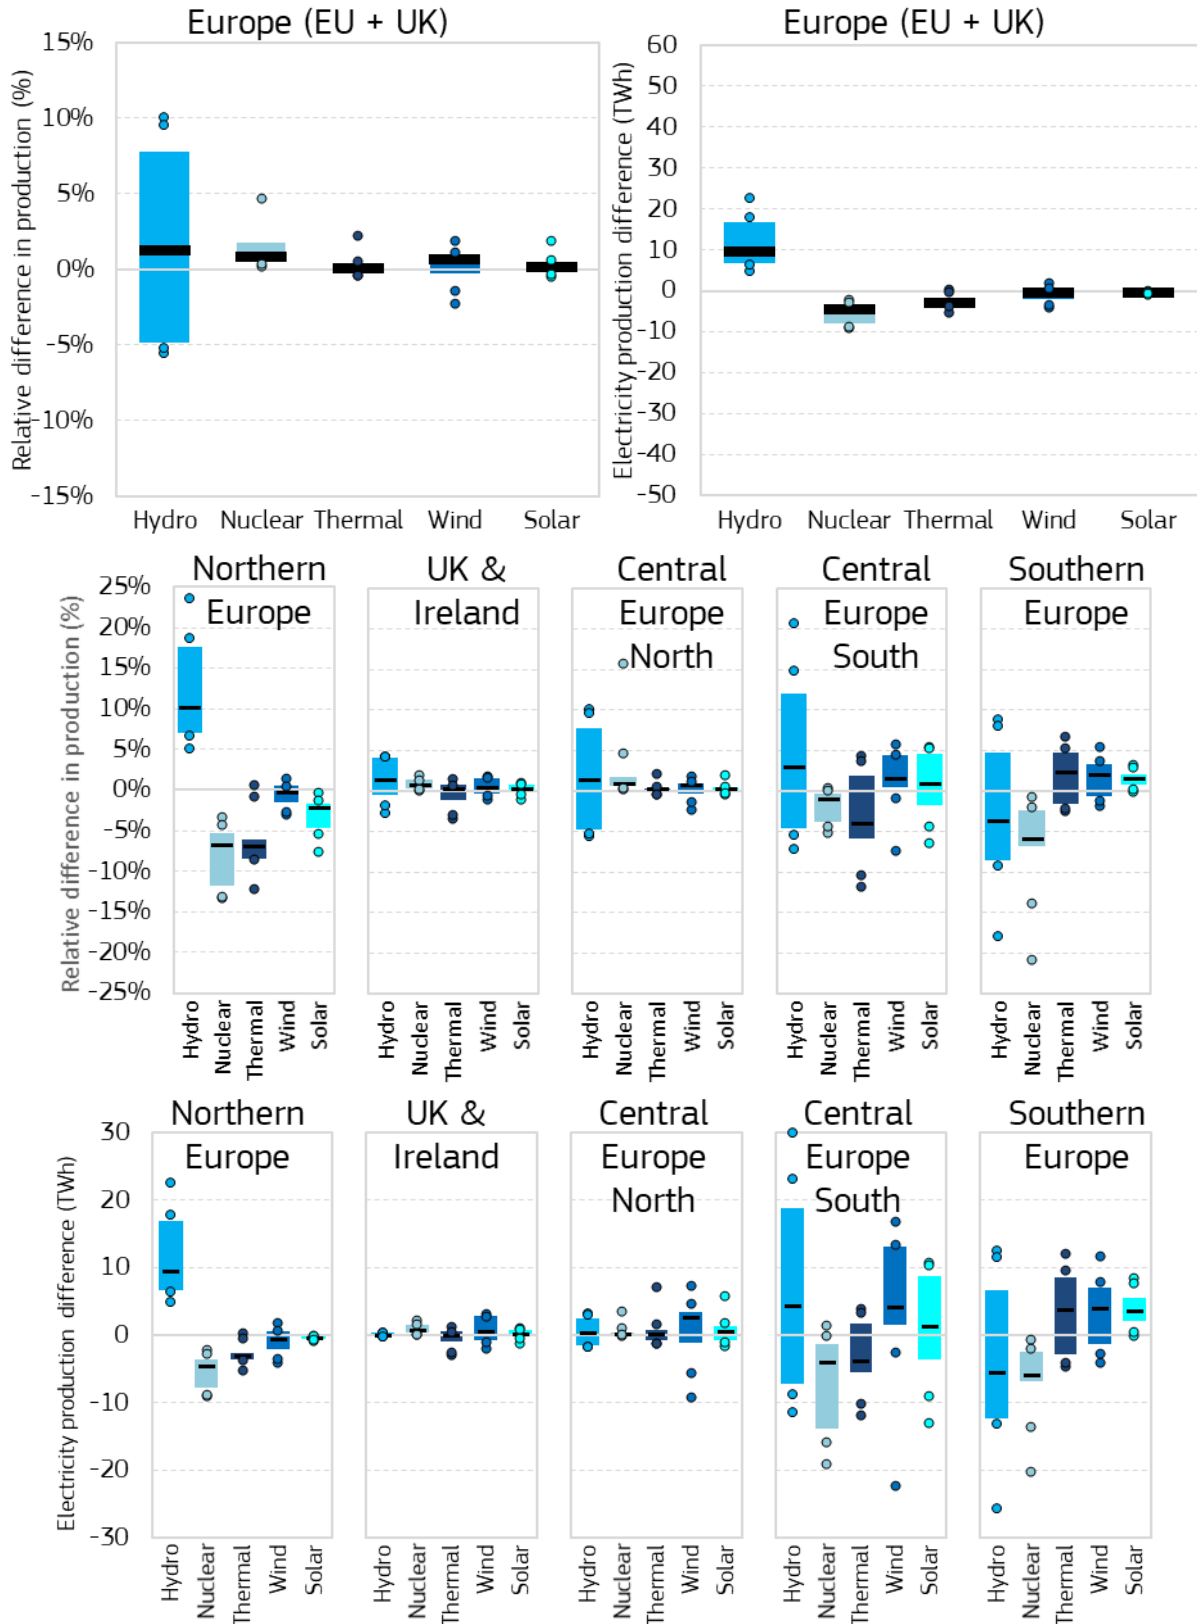 Europe (EU + UK)
Relative difference in production (%)
15%
10%
5%
0%
-5%
-10%
-15%
Hydro Nuclear Thermal Wind Solar
Europe (EU + UK)
Electricity production difference (TWh)
60
50
40
30
20
10
0
-10
-20
-30
-40
-50
Hydro Nuclear Thermal Wind Solar
Relative difference in production (%)
25%
20%
15%
10%
5%
0%
-5%
-10%
-15%
-20%
-25%
Northern
Europe
Hydro
Nuclear
Thermal
Wind
Solar
UK &
Ireland
Hydro
Nuclear
Thermal
Wind
Solar
Central
Europe
North
Hydro
Nuclear
Thermal
Wind
Solar
Central
Europe
South
Hydro
Nuclear
Thermal
Wind
Solar
Southern
Europe
Hydro
Nuclear
Thermal
Wind
Solar
Electricity production difference (TWh)
30
20
10
0
-10
-20
-30
Northern
Europe
Hydro
Nuclear
Thermal
Wind
Solar
UK &
Ireland
Hydro
Nuclear
Thermal
Wind
Solar
Central
Europe
North
Hydro
Nuclear
Thermal
Wind
Solar
Central
Europe
South
Hydro
Nuclear
Thermal
Wind
Solar
Southern
Europe
Hydro
Nuclear
Thermal
Wind
Solar